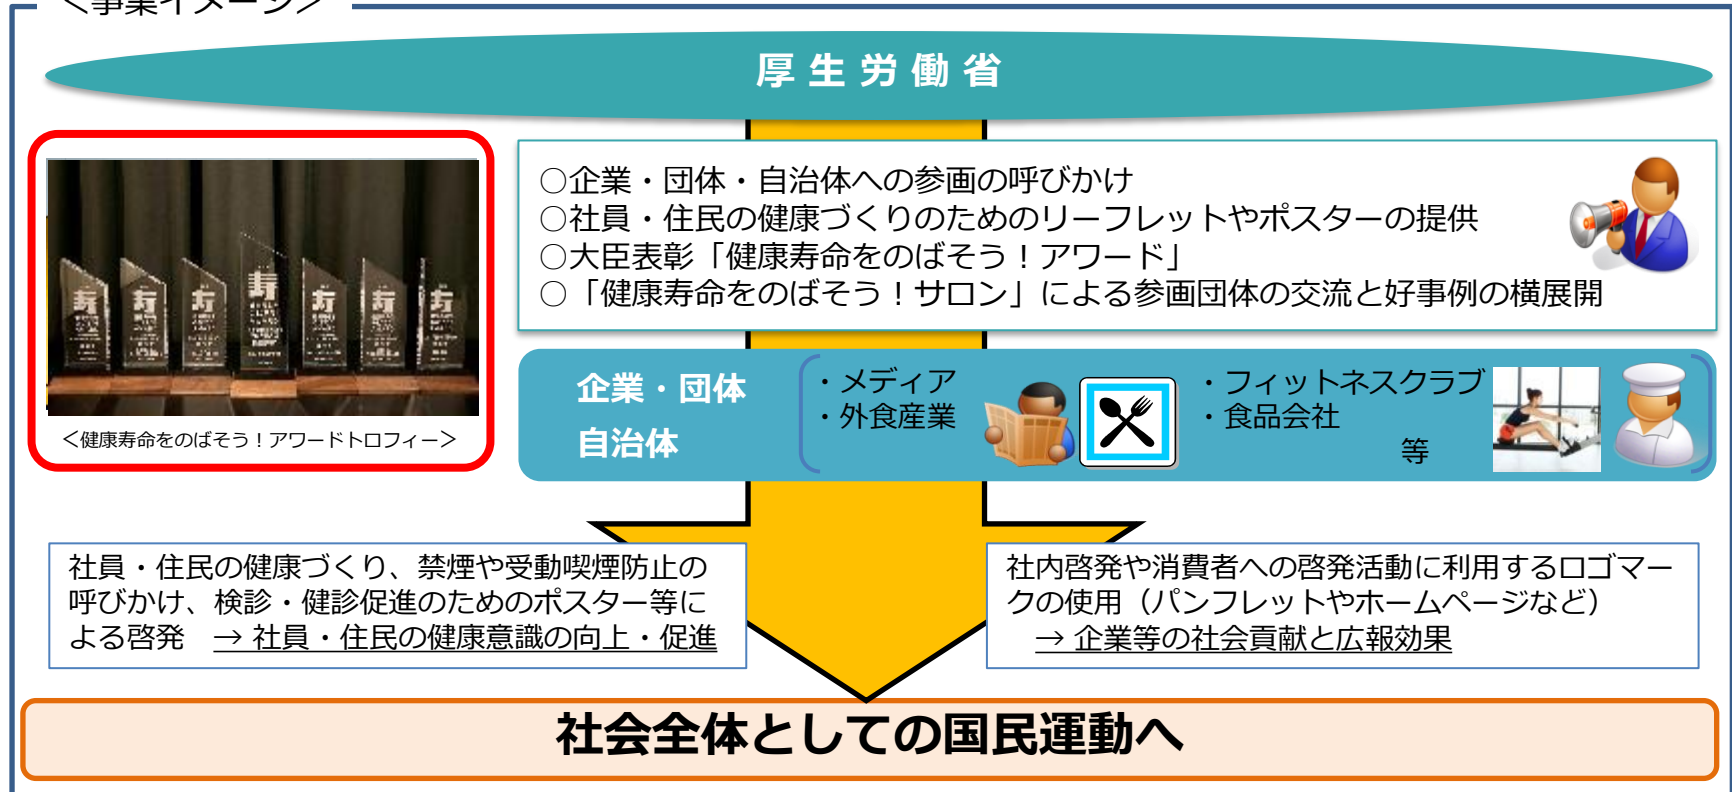 ＜事業イメージ＞
厚生労働省
○企業・団体・自治体への参画の呼びかけ
○社員・住民の健康づくりのためのリーフレットやポスターの提供
○大臣表彰「健康寿命をのばそう！アワード」
○「健康寿命をのばそう！サロン」による参画団体の交流と好事例の横展開
寿 寿 寿 寿 寿 寿 寿
＜健康寿命をのばそう！アワードトロフィー＞
企業・団体
自治体
・メディア
・外食産業
・フィットネスクラブ
・食品会社
等
社員・住民の健康づくり、禁煙や受動喫煙防止の
呼びかけ、検診・健診促進のためのポスター等に
よる啓発　→ 社員・住民の健康意識の向上・促進
社内啓発や消費者への啓発活動に利用するロゴマー
クの使用（パンフレットやホームページなど）
→ 企業等の社会貢献と広報効果
社会全体としての国民運動へ